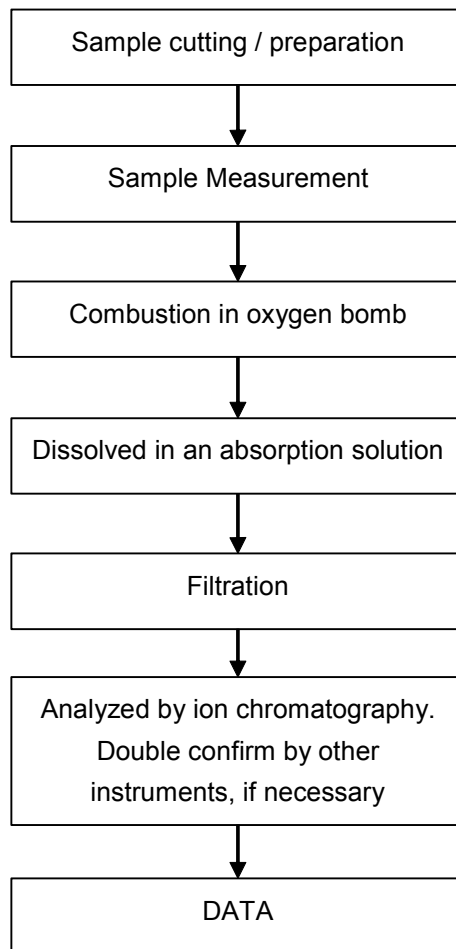 Sample cutting / preparation
Sample Measurement
Combustion in oxygen bomb
Dissolved in an absorption solution
Filtration
Analyzed by ion chromatography.
Double confirm by other
instruments, if necessary
DATA